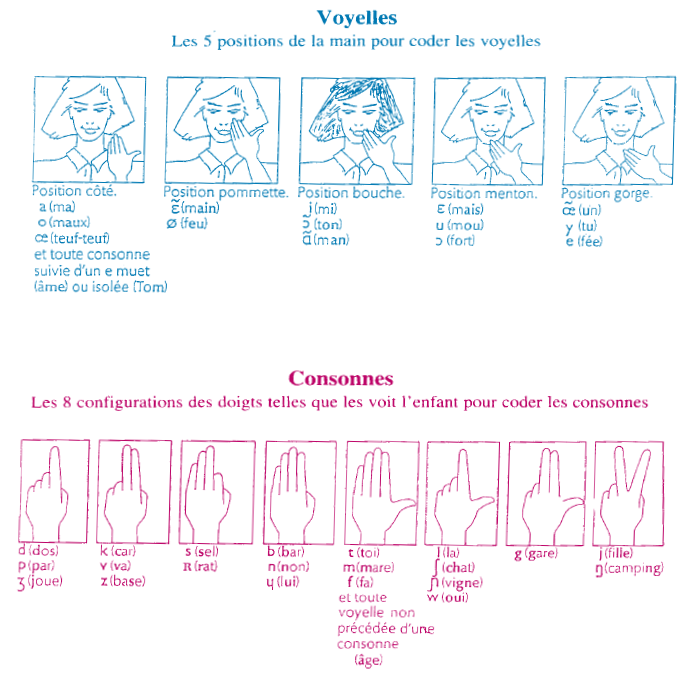 Voyelles
Les 5 positions de la main pour coder les voyelles
Position côté.
a (ma)
o (maux)
œ (teuf-teuf)
et toute consonne
suivie d'un e muet
(âme) ou isolée (Tom)
Position pommette.
ɛ̃ (main)
ø (feu)
Position bouche.
i (mi)
ɔ̃ (ton)
ɑ̃ (man)
Position menton.
ɛ (mais)
u (mou)
ɔ (fort)
Position gorge.
œ̃ (un)
y (tu)
e (fée)
Consonnes
Les 8 configurations des doigts telles que les voit l'enfant pour coder les consonnes
d (dos)
p (par)
ʒ (joue)
k (car)
v (va)
z (base)
s (sel)
R (rat)
b (bar)
n (non)
ɥ (lui)
t (toi)
m (mare)
f (fa)
et toute
voyelle non
précédée d'une
consonne
(âge)
l (la)
ʃ (chat)
ɲ (vigne)
w (oui)
g (gare)
j (fille)
ŋ (camping)